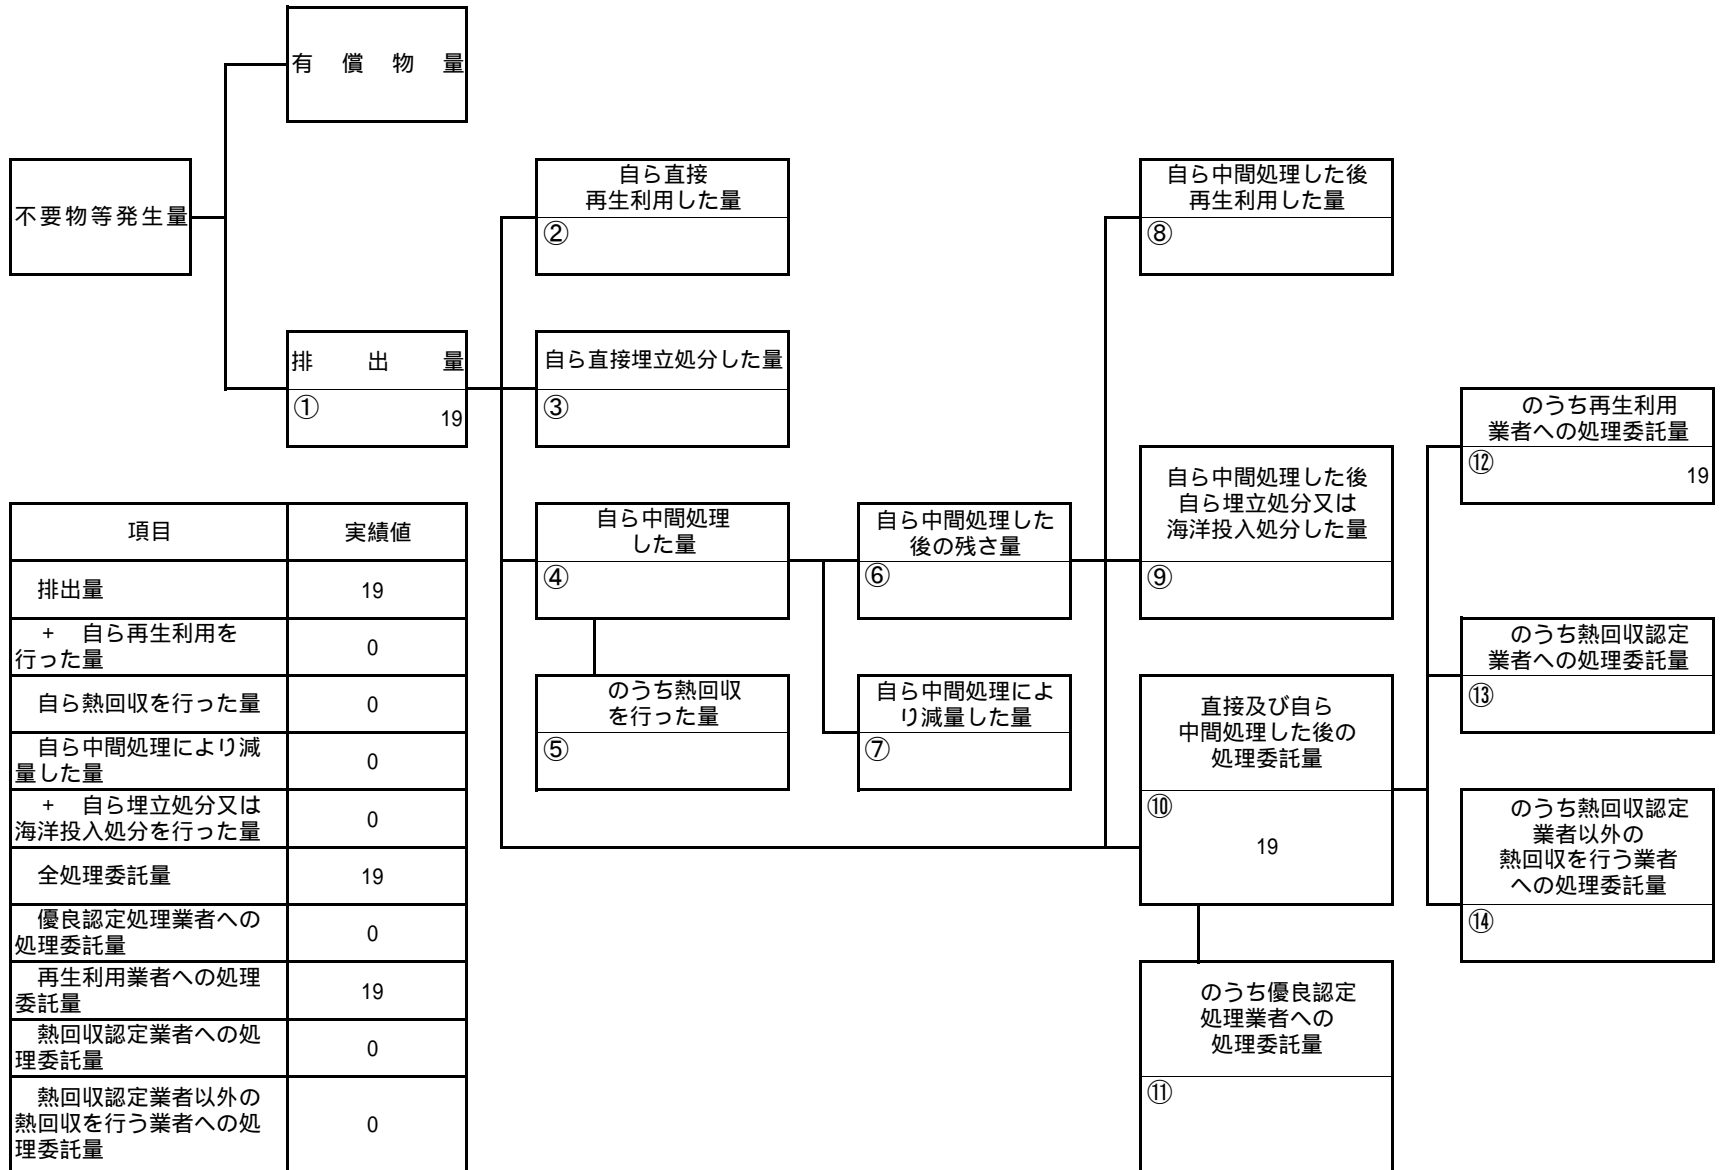 有償物量
不要物等発生量
自ら直接
再生利用した量
②
自ら中間処理した後
再生利用した量
⑧
排出量
①
19
自ら直接埋立処分した量
③
のうち再生利用
業者への処理委託量
⑫
19
自ら中間処理
した量
④
自ら中間処理した
後の残さ量
⑥
自ら中間処理した後
自ら埋立処分又は
海洋投入処分した量
⑨
のうち熱回収認定
業者への処理委託量
⑬
のうち熱回収
を行った量
⑤
自ら中間処理によ
り減量した量
⑦
直接及び自ら
中間処理した後の
処理委託量
⑩
19
のうち熱回収認定
業者以外の
熱回収を行う業者
への処理委託量
⑭
のうち優良認定
処理業者への
処理委託量
⑪
項目 実績値
排出量 19
+ 自ら再生利用を
行った量 0
自ら熱回収を行った量 0
自ら中間処理により減
量した量 0
+ 自ら埋立処分又は
海洋投入処分を行った量 0
全処理委託量 19
優良認定処理業者への
処理委託量 0
再生利用業者への処理
委託量 19
熱回収認定業者への処
理委託量 0
熱回収認定業者以外の
熱回収を行う業者への処
理委託量 0